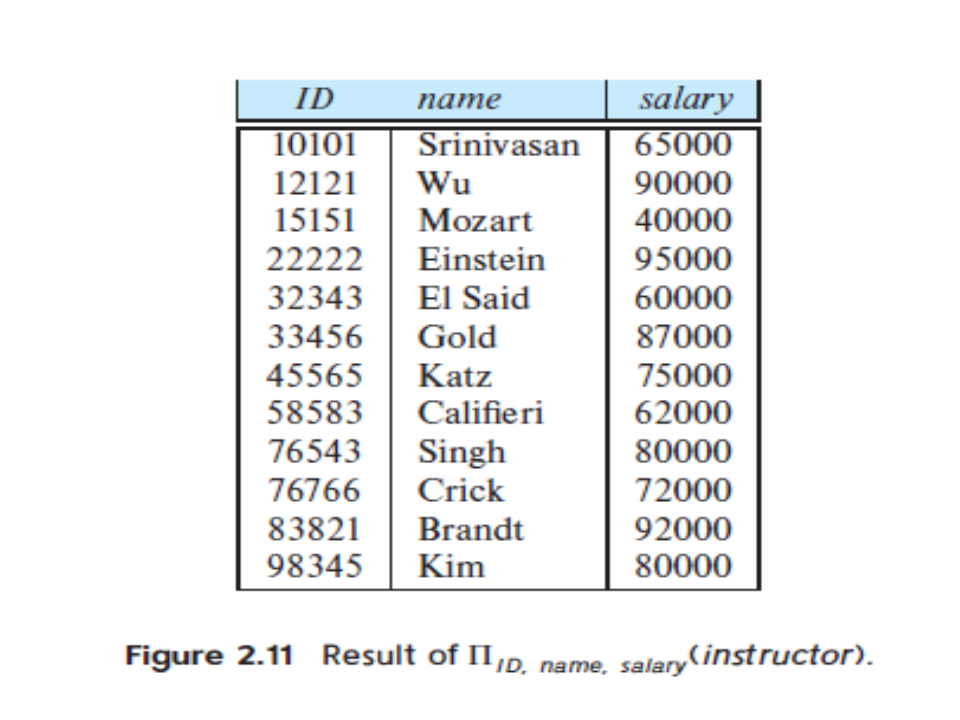 ID name salary
10101 Srinivasan 65000
12121 Wu 90000
15151 Mozart 40000
22222 Einstein 95000
32343 El Said 60000
33456 Gold 87000
45565 Katz 75000
58583 Califieri 62000
76543 Singh 80000
76766 Crick 72000
83821 Brandt 92000
98345 Kim 80000
Figure 2.11 Result of Π ID, name, salary(instructor).